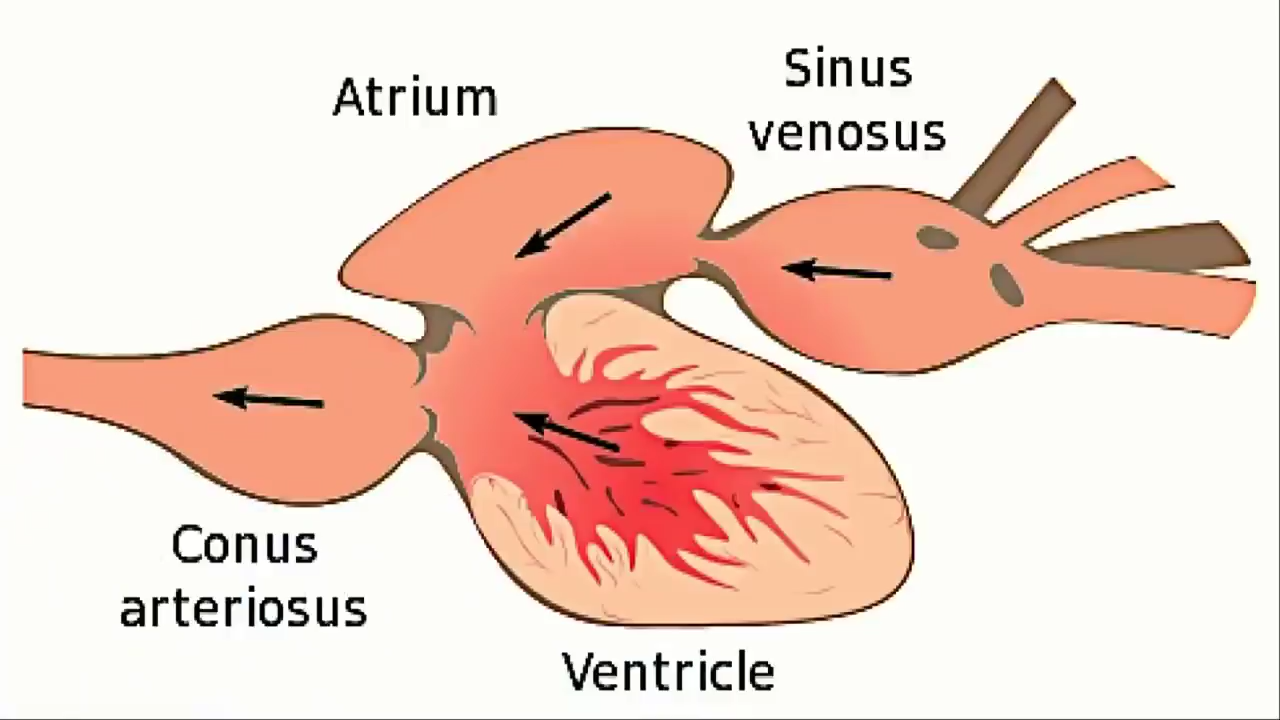 Sinus
venosus
Atrium
Conus
arteriosus
Ventricle